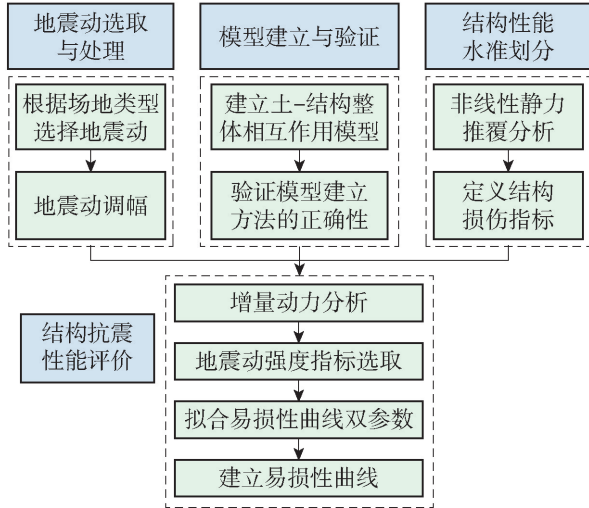 地震动选取
与处理
根据场地类型
选择地震动
地震动调幅
模型建立与验证
建立土-结构整
体相互作用模型
验证模型建立
方法的正确性
结构性能
水准划分
非线性静力
推覆分析
定义结构
损伤指标
结构抗震
性能评价
增量动力分析
地震动强度指标选取
拟合易损性曲线双参数
建立易损性曲线